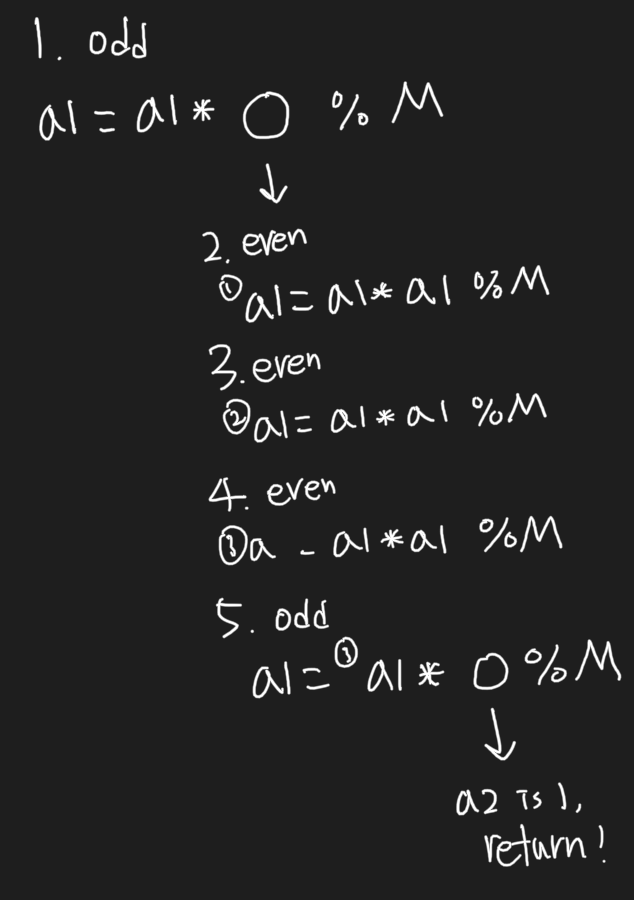 1. odd
a1 = a1 * ○ % M
↓
2. even
① a1 = a1 * a1 % M
3. even
② a1 = a1 * a1 % M
4. even
③ a - a1 * a1 % M
5. odd
a1 = ③ a1 * ○ % M
↓
a2 is 1,
return!